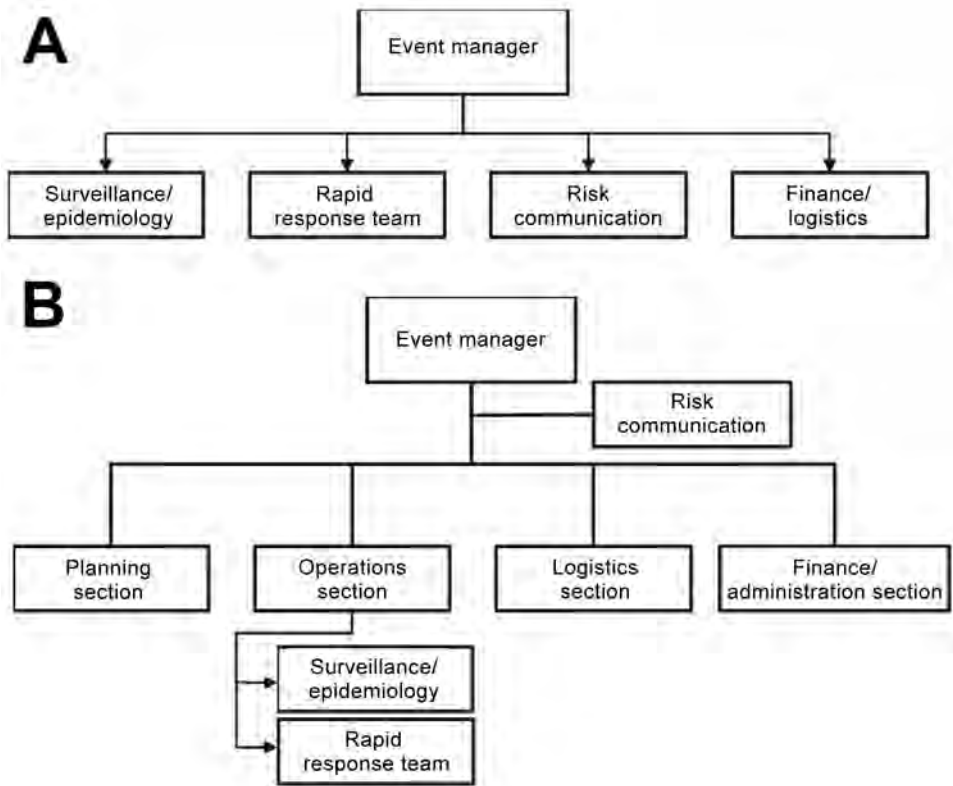 A
Event manager
Surveillance/
epidemiology
Rapid
response team
Risk
communication
Finance/
logistics
B
Event manager
Risk
communication
Planning
section
Operations
section
Logistics
section
Finance/
administration section
Surveillance/
epidemiology
Rapid
response team